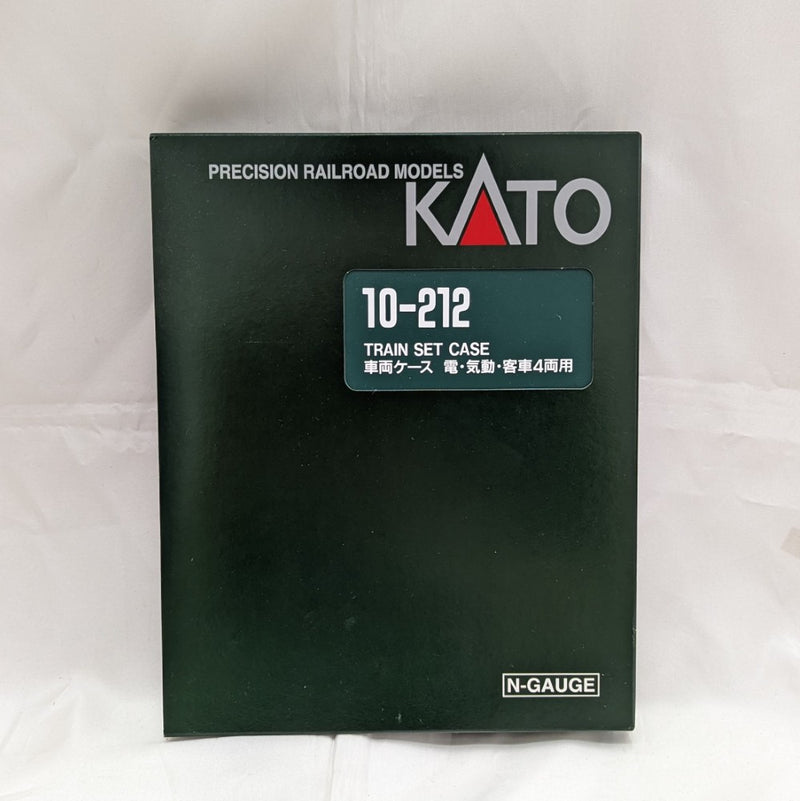 PRECISION RAILROAD MODELS
KATO
10-212
TRAIN SET CASE
車両ケース 電・気動・客車4両用
N-GAUGE